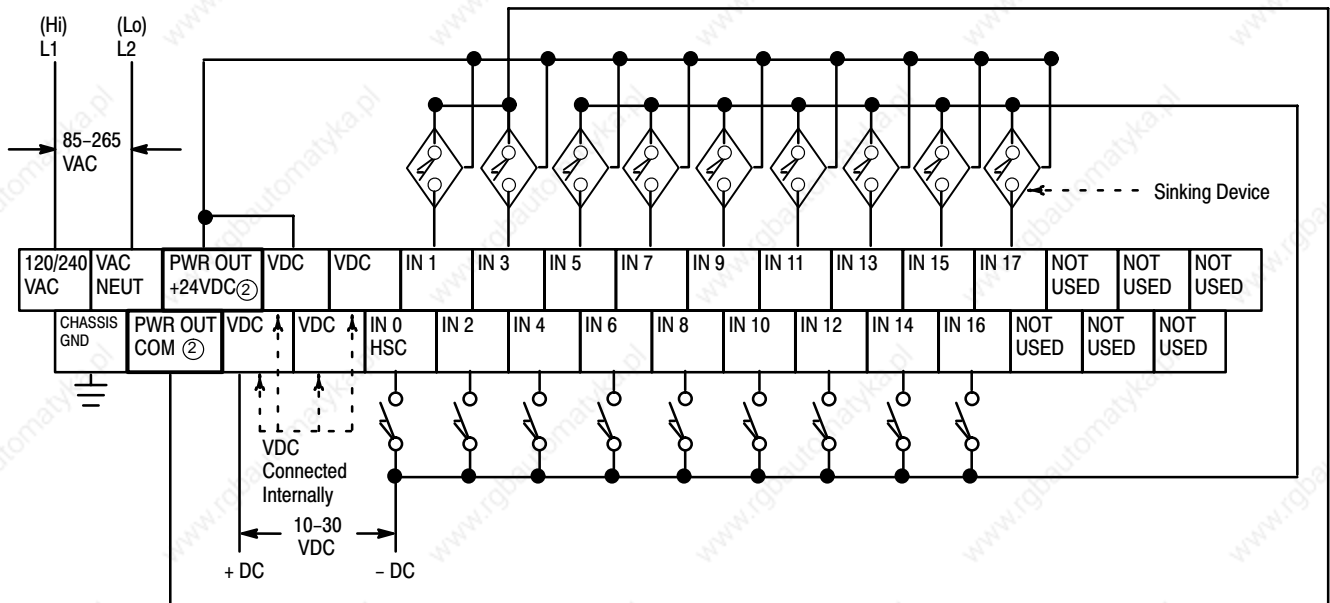 (Hi)
L1
(Lo)
L2
85–265
VAC
Sinking Device
120/240
VAC
VAC
NEUT
PWR OUT
+24VDC②
VDC
VDC
IN 1
IN 3
IN 5
IN 7
IN 9
IN 11
IN 13
IN 15
IN 17
NOT
USED
NOT
USED
NOT
USED
CHASSIS
GND
PWR OUT
COM ②
VDC
VDC
IN 0
HSC
IN 2
IN 4
IN 6
IN 8
IN 10
IN 12
IN 14
IN 16
NOT
USED
NOT
USED
NOT
USED
VDC
Connected
Internally
10–30
VDC
+ DC
– DC
www.rgbautomatyka.pl